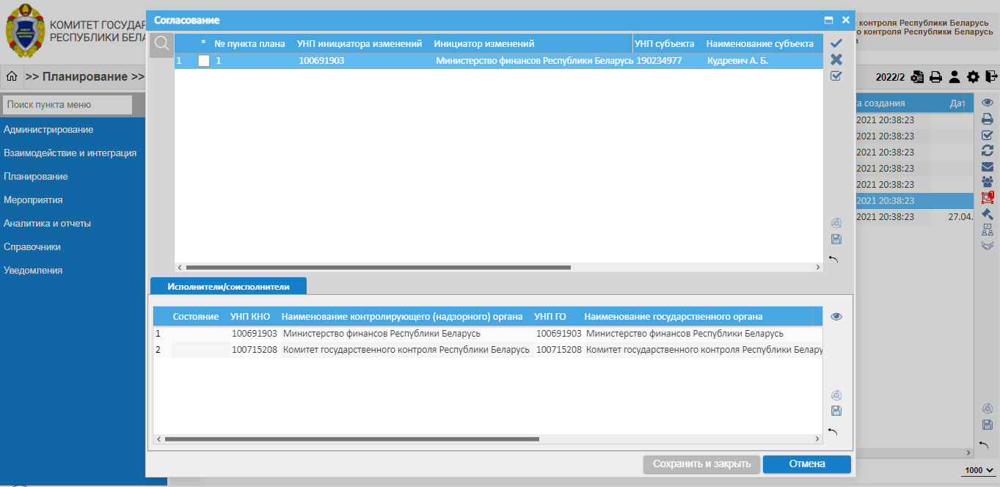 КОМИТЕТ ГОСУДАР
РЕСПУБЛИКИ БЕЛА
контроля Республики Беларусь
о контроля Республики Беларусь
>> Планирование >>
2022/2
Поиск пункта меню
Администрирование
Взаимодействие и интеграция
Планирование
Мероприятия
Аналитика и отчеты
Справочники
Уведомления
Согласование
* № пункта плана УНП инициатора изменений Инициатор изменений УНП субъекта Наименование субъекта
1 1 100691903 Министерство финансов Республики Беларусь 190234977 Кудревич А. Б.
Исполнители/соисполнители
Состояние УНП КНО Наименование контролирующего (надзорного) органа УНП ГО Наименование государственного органа
1 100691903 Министерство финансов Республики Беларусь 100691903 Министерство финансов Республики Беларусь
2 100715208 Комитет государственного контроля Республики Беларусь 100715208 Комитет государственного контроля Республики Белару
Сохранить и закрыть Отмена
а создания Дат
2021 20:38:23
2021 20:38:23
2021 20:38:23
2021 20:38:23
2021 20:38:23
2021 20:38:23
2021 20:38:23 27.04.
1000